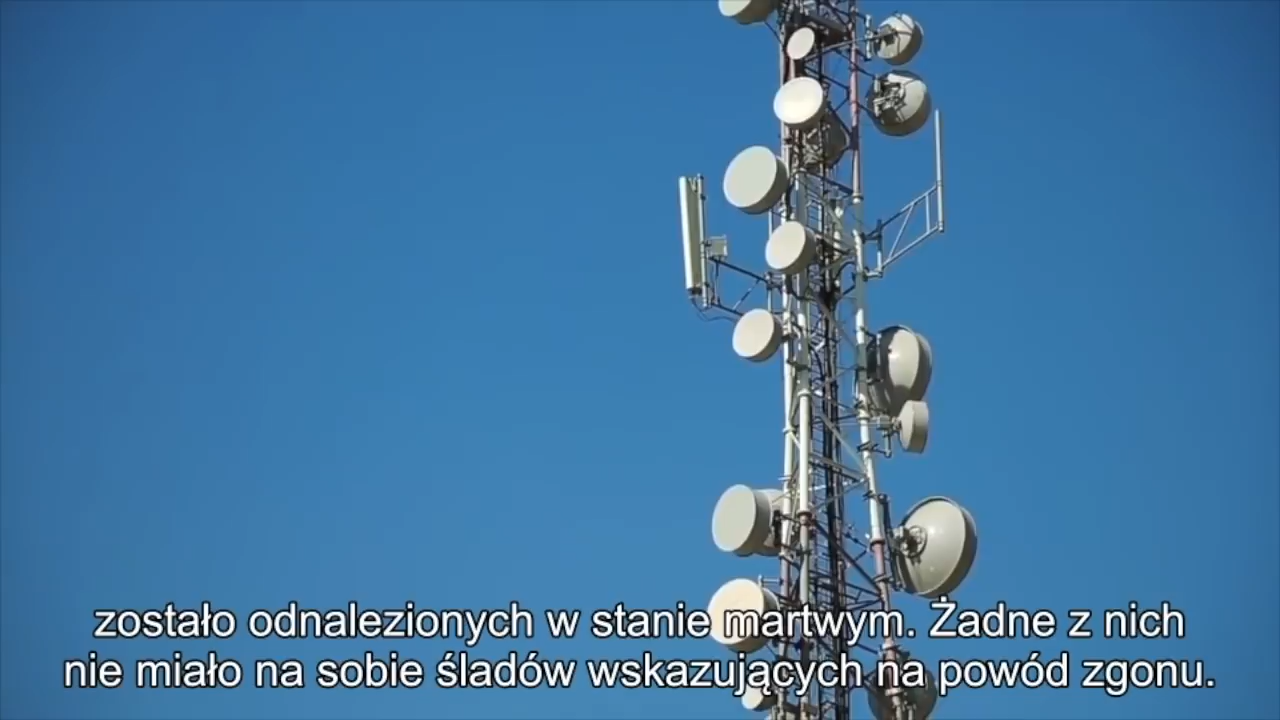 zostało odnalezionych w stanie martwym. Żadne z nich
nie miało na sobie śladów wskazujących na powód zgonu.